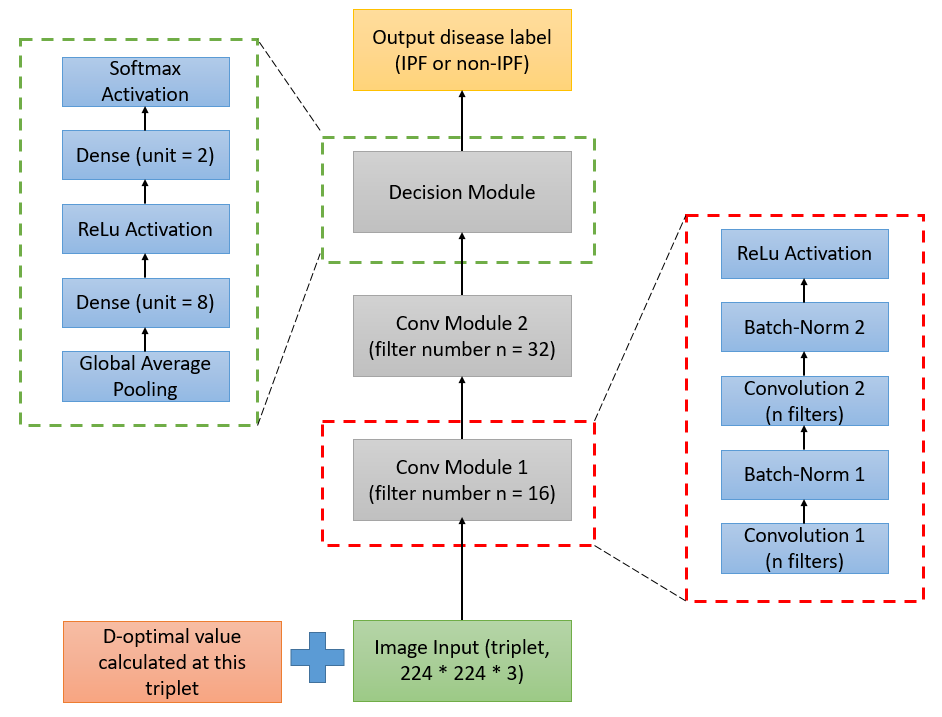 Output disease label
(IPF or non-IPF)
Softmax
Activation
Dense (unit = 2)
ReLu Activation
Dense (unit = 8)
Global Average
Pooling
Decision Module
Conv Module 2
(filter number n = 32)
Conv Module 1
(filter number n = 16)
ReLu Activation
Batch-Norm 2
Convolution 2
(n filters)
Batch-Norm 1
Convolution 1
(n filters)
D-optimal value
calculated at this
triplet
Image Input (triplet,
224 * 224 * 3)